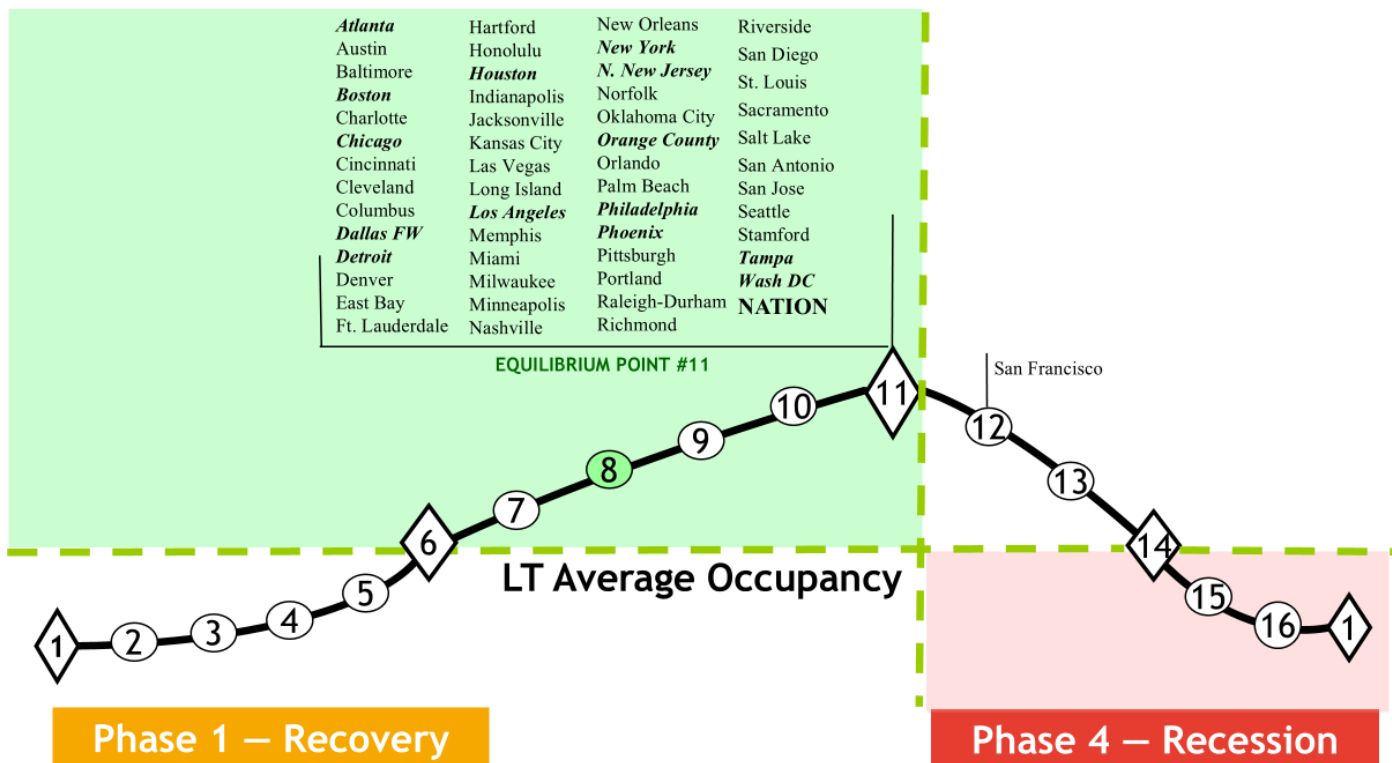 Atlanta
Austin
Baltimore
Boston
Charlotte
Chicago
Cincinnati
Cleveland
Columbus
Dallas FW
Detroit
Denver
East Bay
Ft. Lauderdale
Hartford
Honolulu
Houston
Indianapolis
Jacksonville
Kansas City
Las Vegas
Long Island
Los Angeles
Memphis
Miami
Milwaukee
Minneapolis
Nashville
New Orleans
New York
N. New Jersey
Norfolk
Oklahoma City
Orange County
Orlando
Palm Beach
Philadelphia
Phoenix
Pittsburgh
Portland
Raleigh-Durham
Richmond
Riverside
San Diego
St. Louis
Sacramento
Salt Lake
San Antonio
San Jose
Seattle
Stamford
Tampa
Wash DC
NATION
EQUILIBRIUM POINT #11
San Francisco
1
2
3
4
5
6
7
8
9
10
11
12
13
14
15
16
1
LT Average Occupancy
Phase 1 — Recovery
Phase 4 — Recession